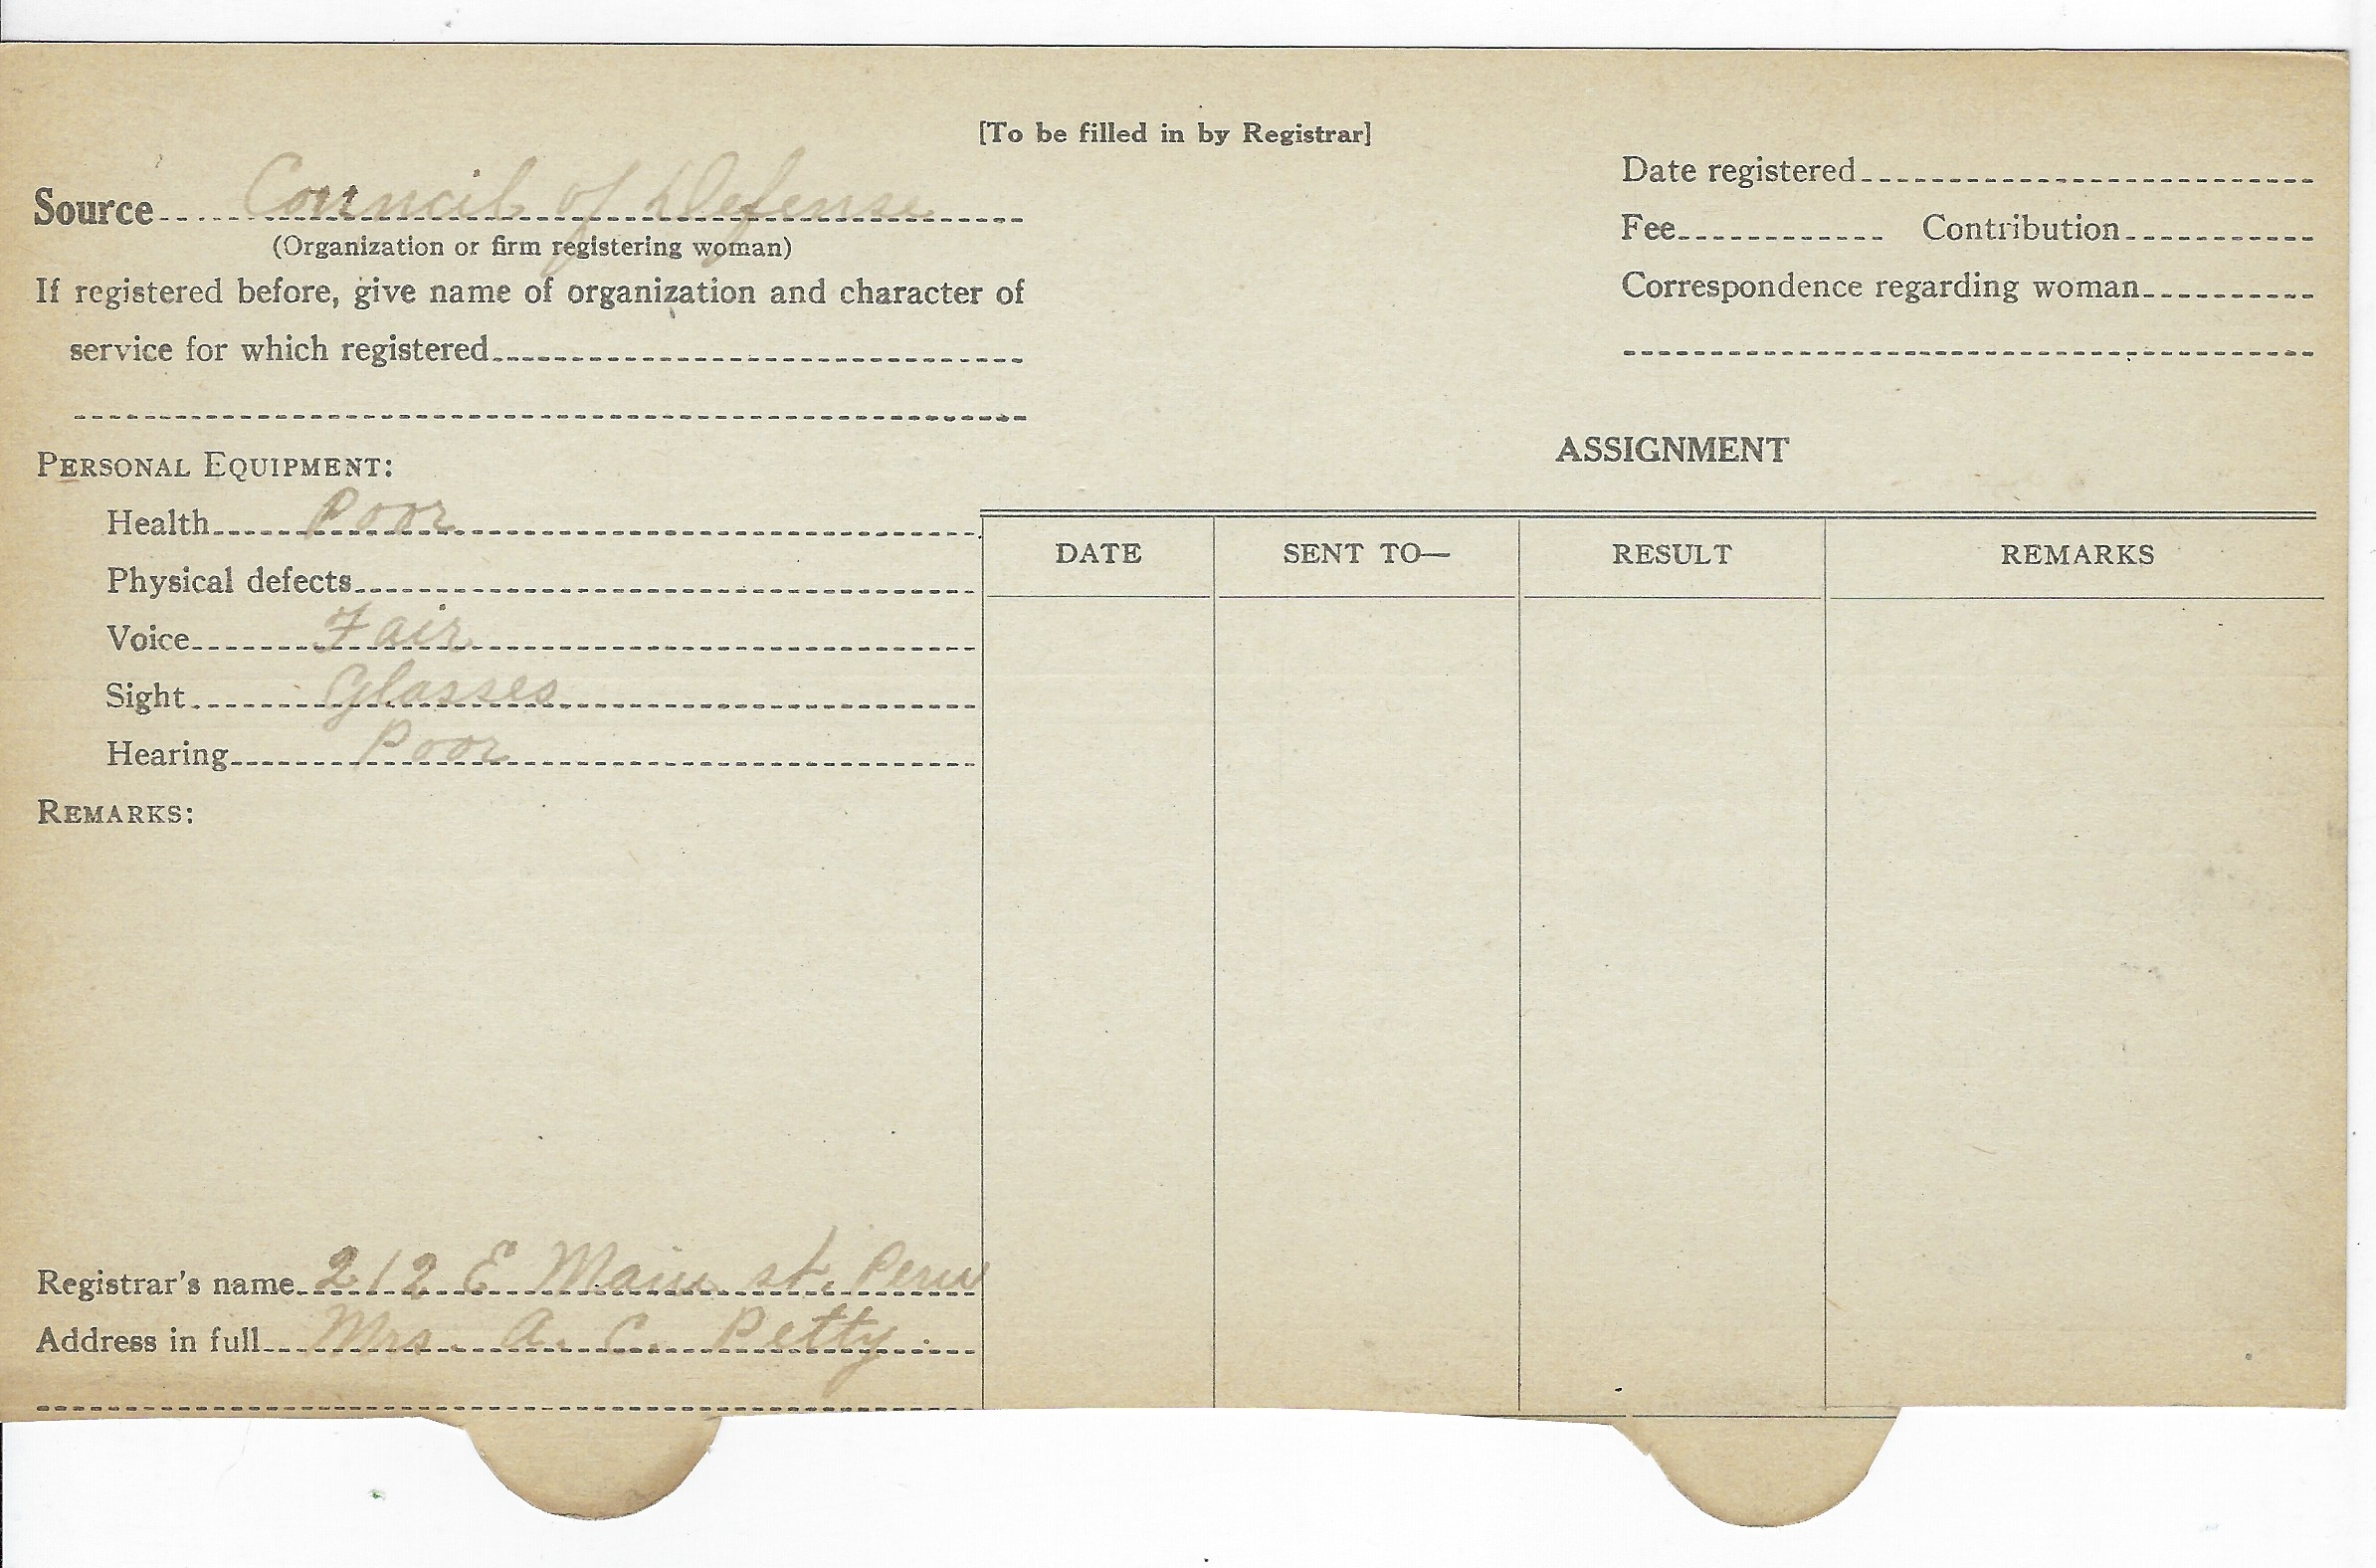 [To be filled in by Registrar]
Source Council of Defense
(Organization or firm registering woman)
If registered before, give name of organization and character of
service for which registered
Date registered
Fee Contribution
Correspondence regarding woman
PERSONAL EQUIPMENT:
Health Poor
Physical defects
Voice Fair
Sight Glasses
Hearing Poor
REMARKS:
Registrar's name 212 E Main st. Peru
Address in full Mrs. A. C. Petty.
ASSIGNMENT
DATE SENT TO— RESULT REMARKS